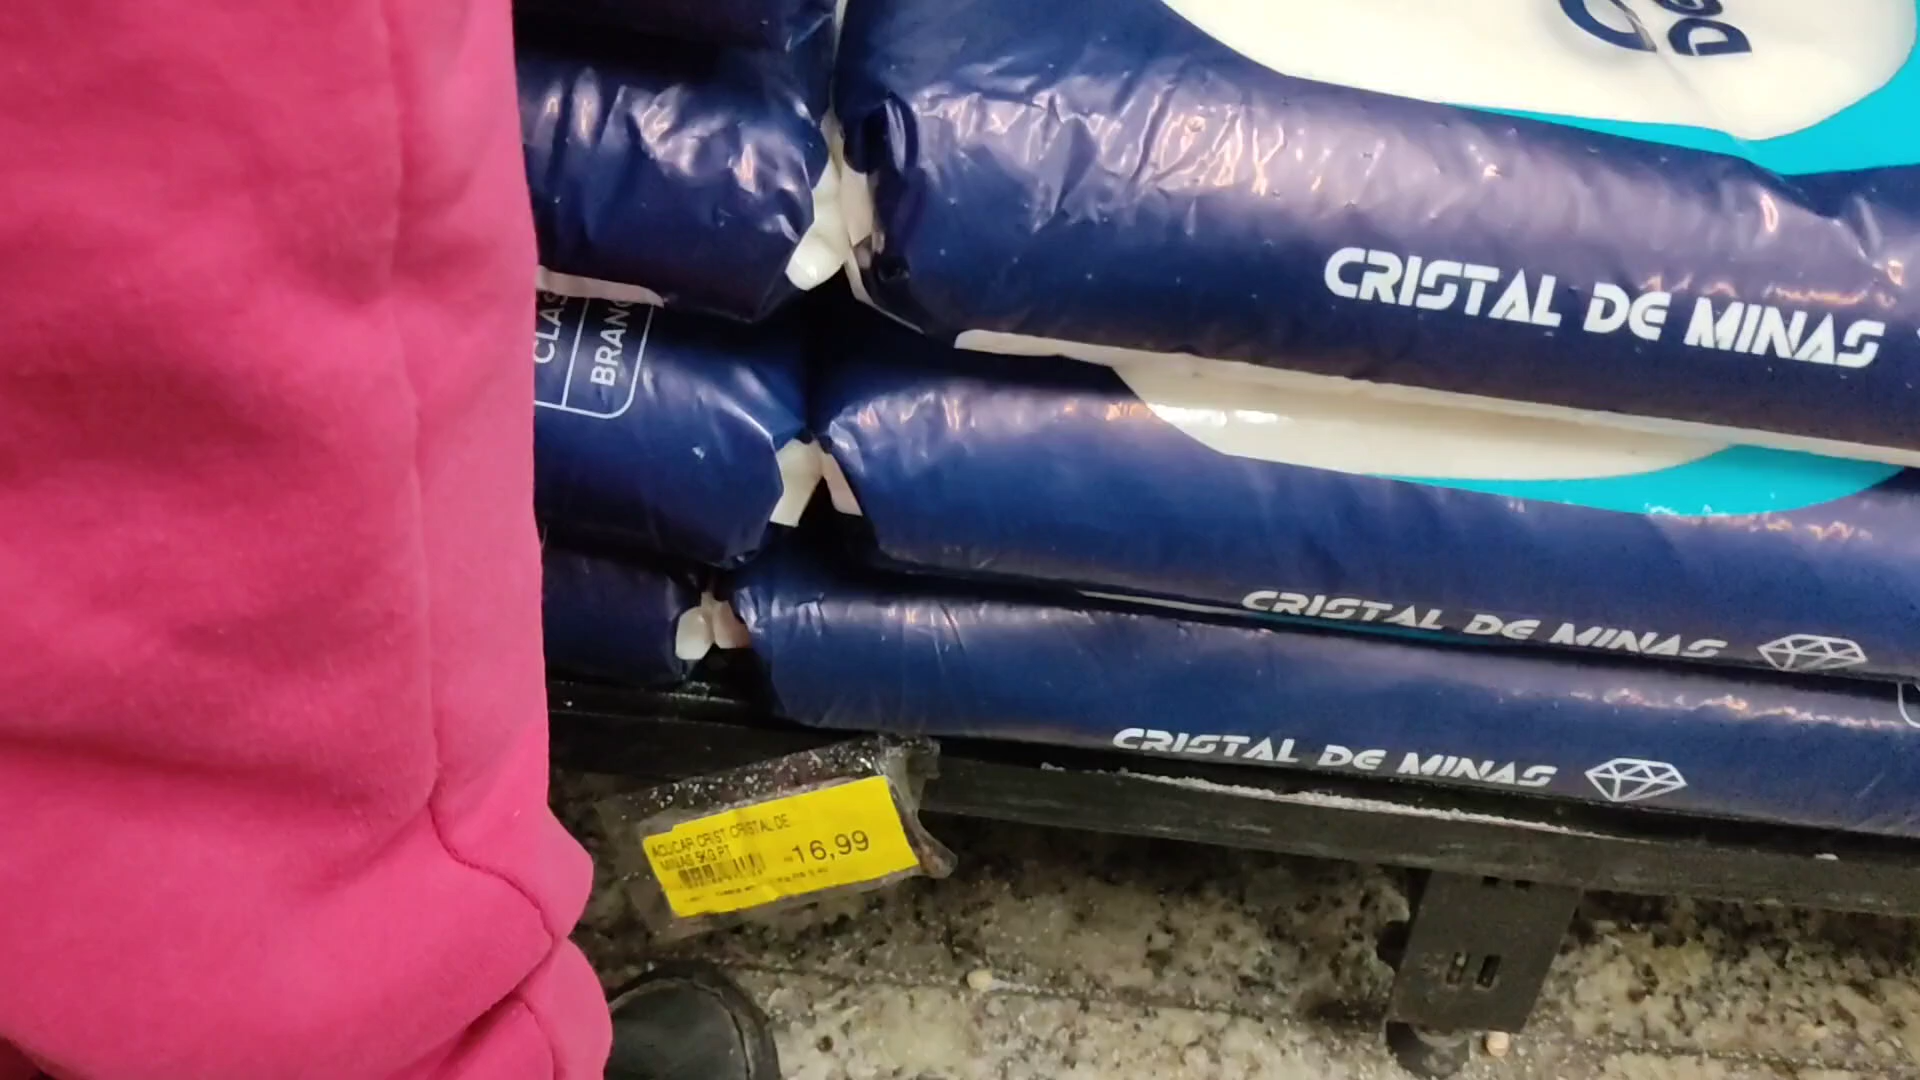 De
CRISTAL DE MINAS
CLAS
BRANC
CRISTAL DE MINAS
CRISTAL DE MINAS
ACUCAR CRIST CRISTAL DE
MINAS 5KG PT
16,99